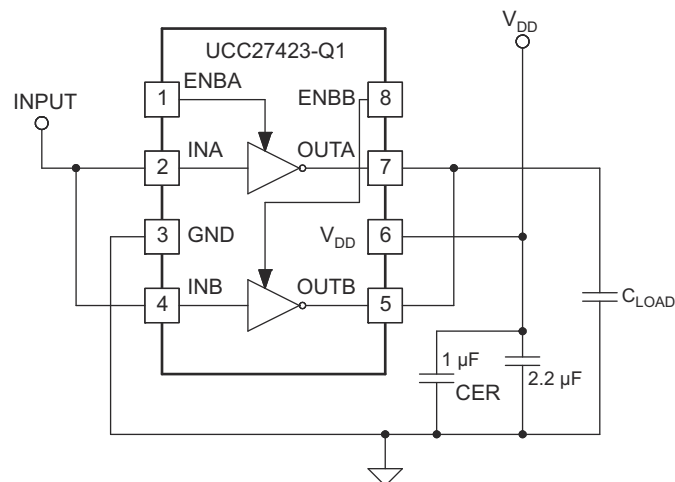 V_DD
UCC27423-Q1
INPUT
ENBA
ENBB
1
8
INA
OUTA
2
7
GND
V_DD
3
6
INB
OUTB
4
5
C_LOAD
1 µF
CER
2.2 µF